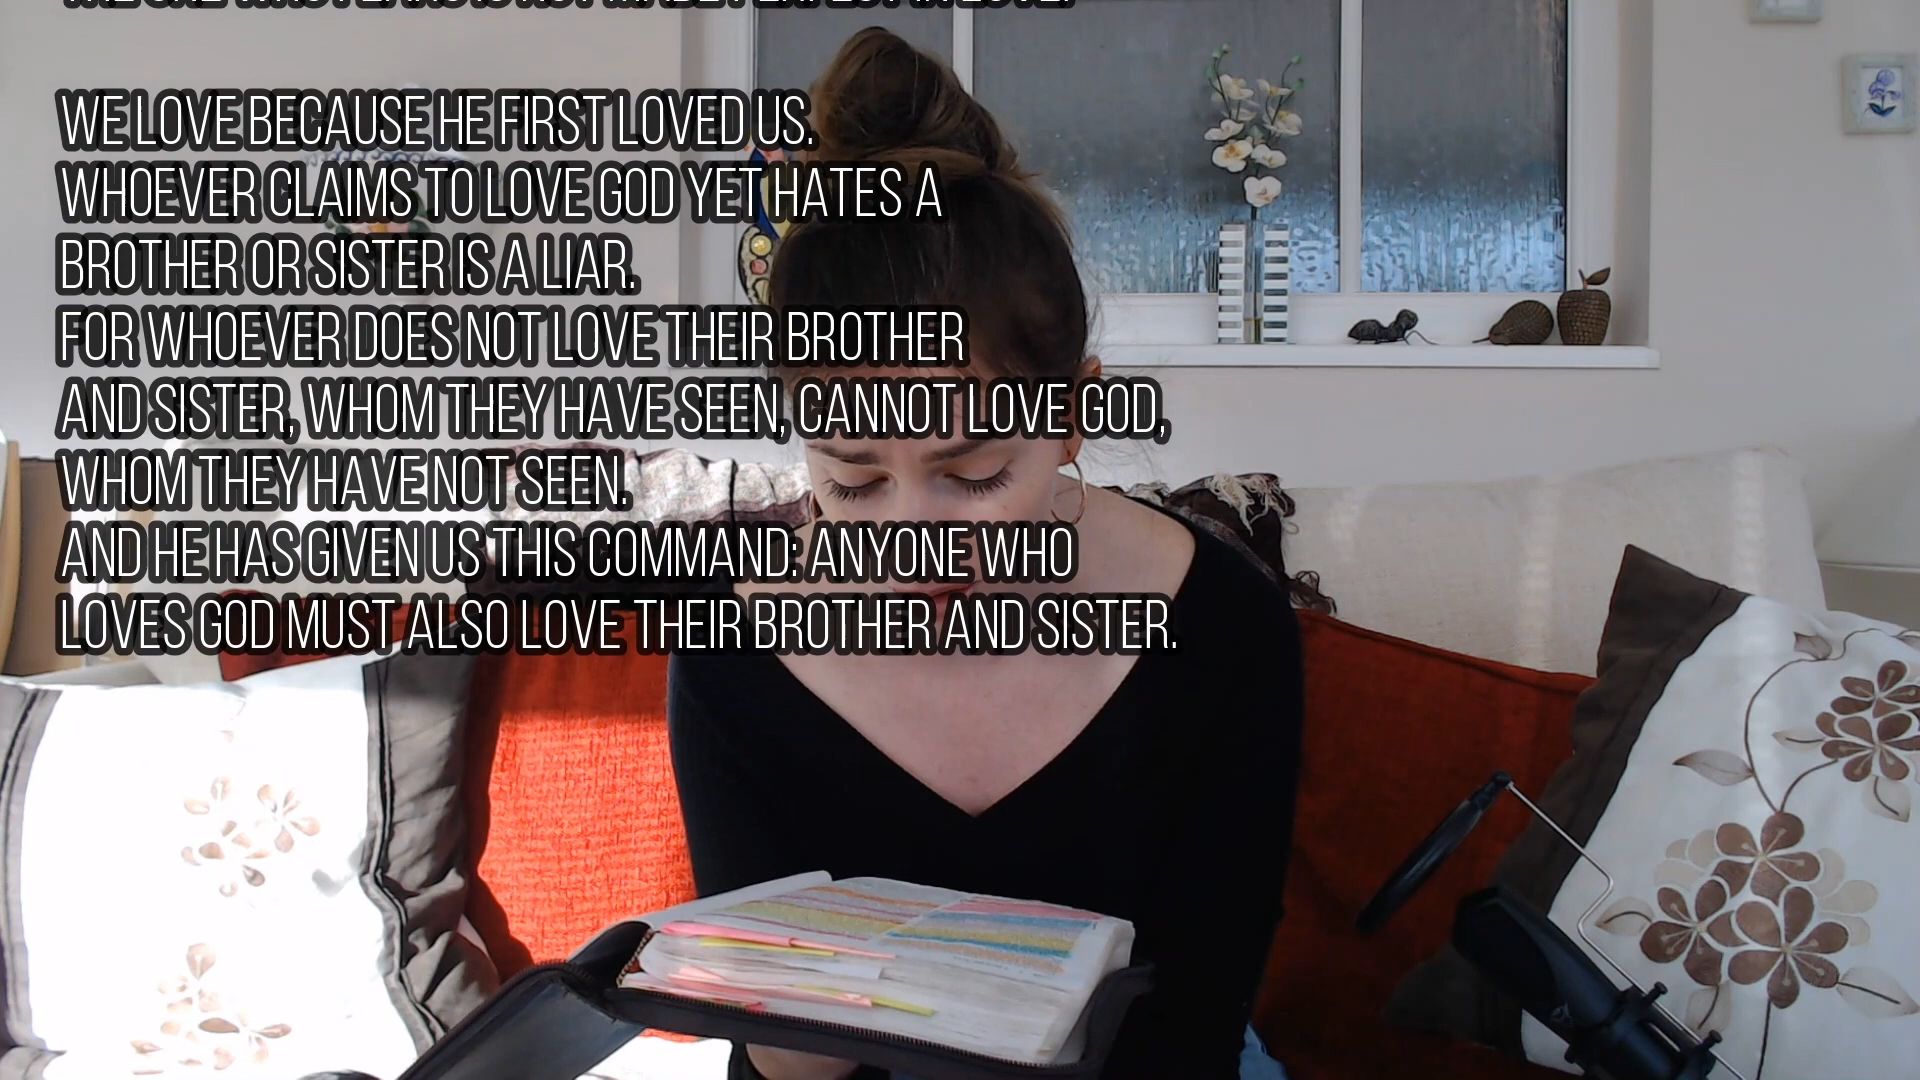 WE LOVE BECAUSE HE FIRST LOVED US.
WHOEVER CLAIMS TO LOVE GOD YET HATES A
BROTHER OR SISTER IS A LIAR.
FOR WHOEVER DOES NOT LOVE THEIR BROTHER
AND SISTER, WHOM THEY HAVE SEEN, CANNOT LOVE GOD,
WHOM THEY HAVE NOT SEEN.
AND HE HAS GIVEN US THIS COMMAND: ANYONE WHO
LOVES GOD MUST ALSO LOVE THEIR BROTHER AND SISTER.